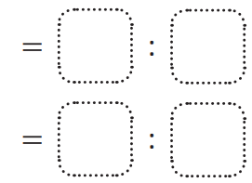 = :
= :